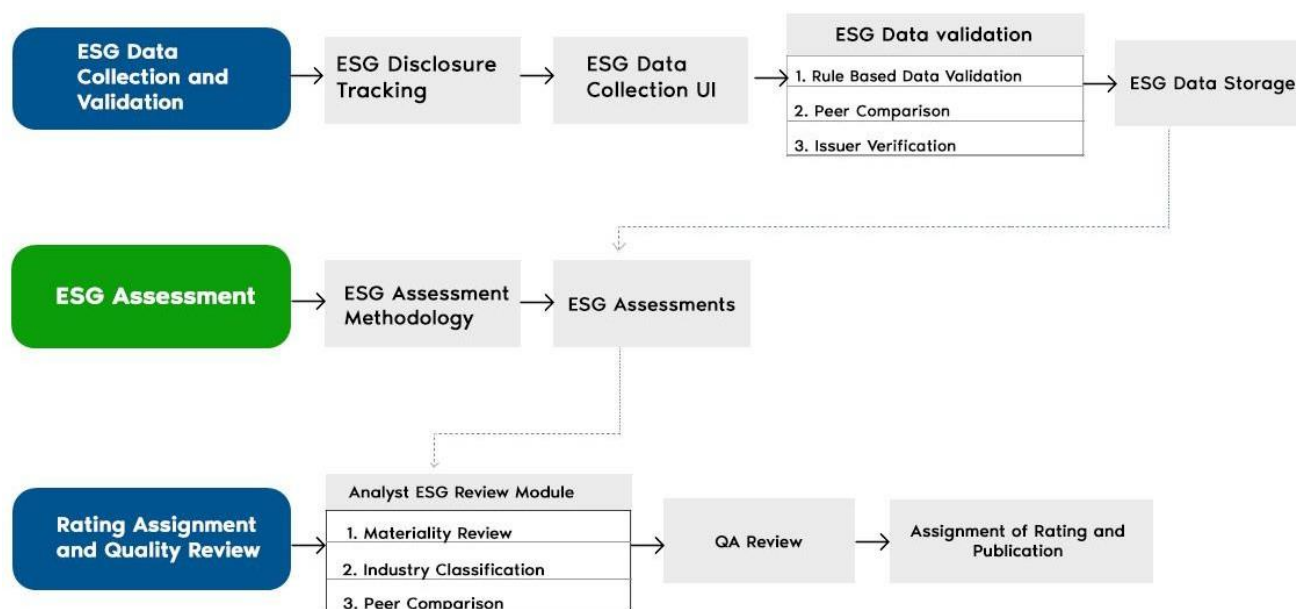 ESG Data
Collection and
Validation
ESG Disclosure
Tracking
ESG Data
Collection UI
ESG Data validation
1. Rule Based Data Validation
2. Peer Comparison
3. Issuer Verification
ESG Data Storage
ESG Assessment
ESG Assessment
Methodology
ESG Assessments
Rating Assignment
and Quality Review
Analyst ESG Review Module
1. Materiality Review
2. Industry Classification
3. Peer Comparison
QA Review
Assignment of Rating and
Publication